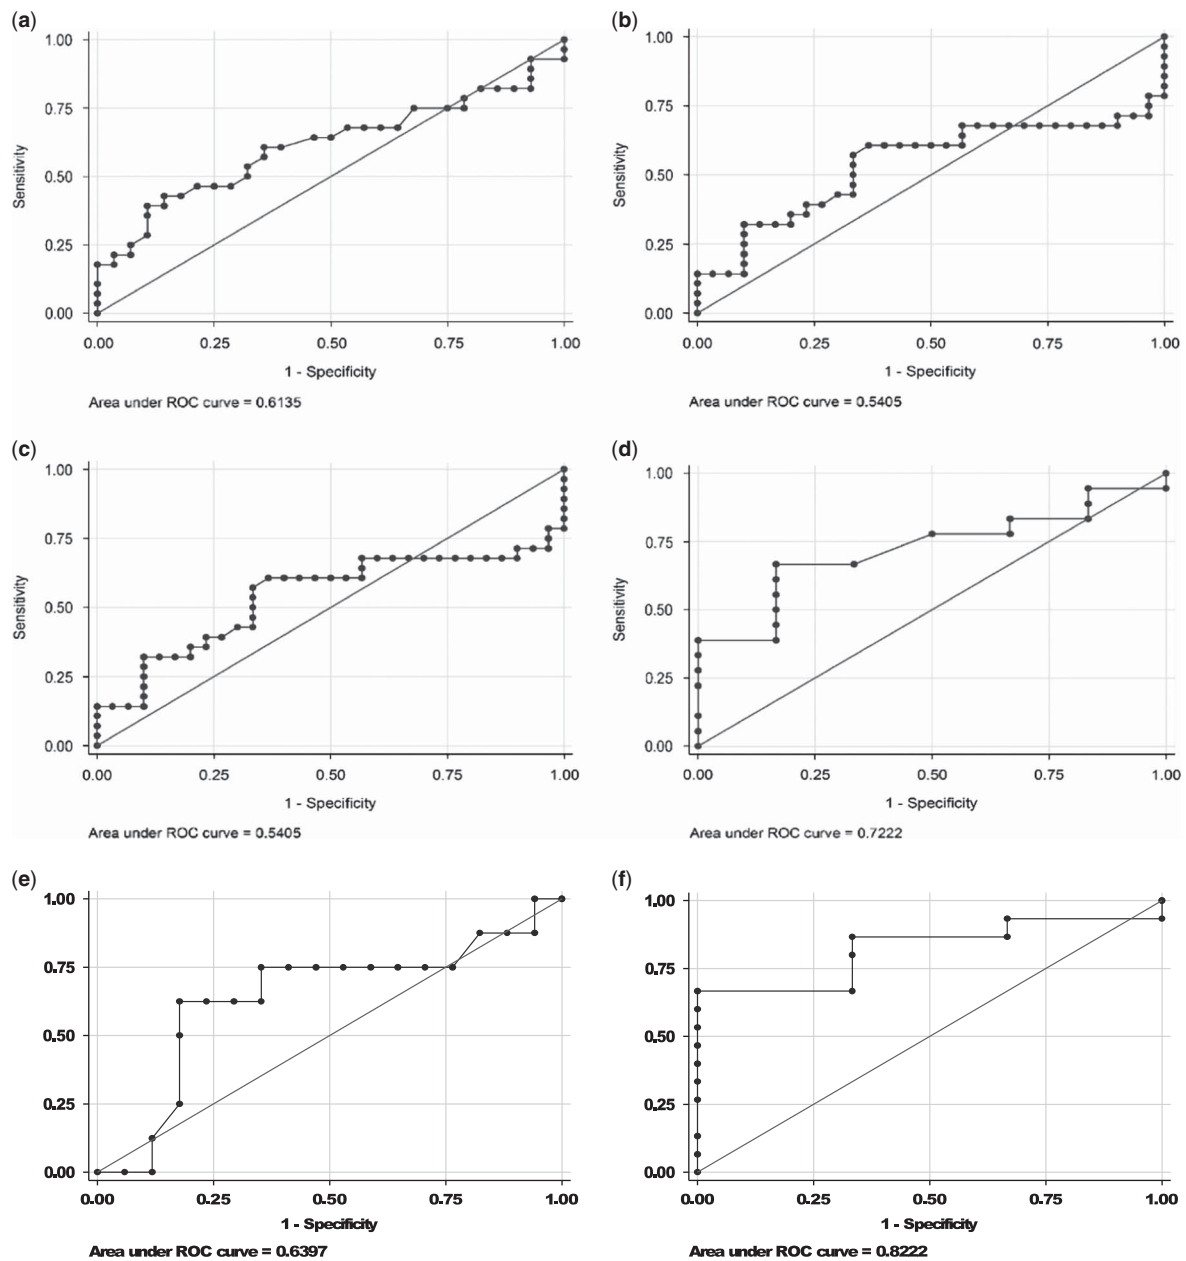 (a)
1.00
0.75
0.50
0.25
0.00
Sensitivity
0.00 0.25 0.50 0.75 1.00
1 - Specificity
Area under ROC curve = 0.6135
(b)
1.00
0.75
0.50
0.25
0.00
Sensitivity
0.00 0.25 0.50 0.75 1.00
1 - Specificity
Area under ROC curve = 0.5405
(c)
1.00
0.75
0.50
0.25
0.00
Sensitivity
0.00 0.25 0.50 0.75 1.00
1 - Specificity
Area under ROC curve = 0.5405
(d)
1.00
0.75
0.50
0.25
0.00
Sensitivity
0.00 0.25 0.50 0.75 1.00
1 - Specificity
Area under ROC curve = 0.7222
(e)
1.00
0.75
0.50
0.25
0.00
0.00 0.25 0.50 0.75 1.00
1 - Specificity
Area under ROC curve = 0.6397
(f)
1.00
0.75
0.50
0.25
0.00
0.00 0.25 0.50 0.75 1.00
1 - Specificity
Area under ROC curve = 0.8222